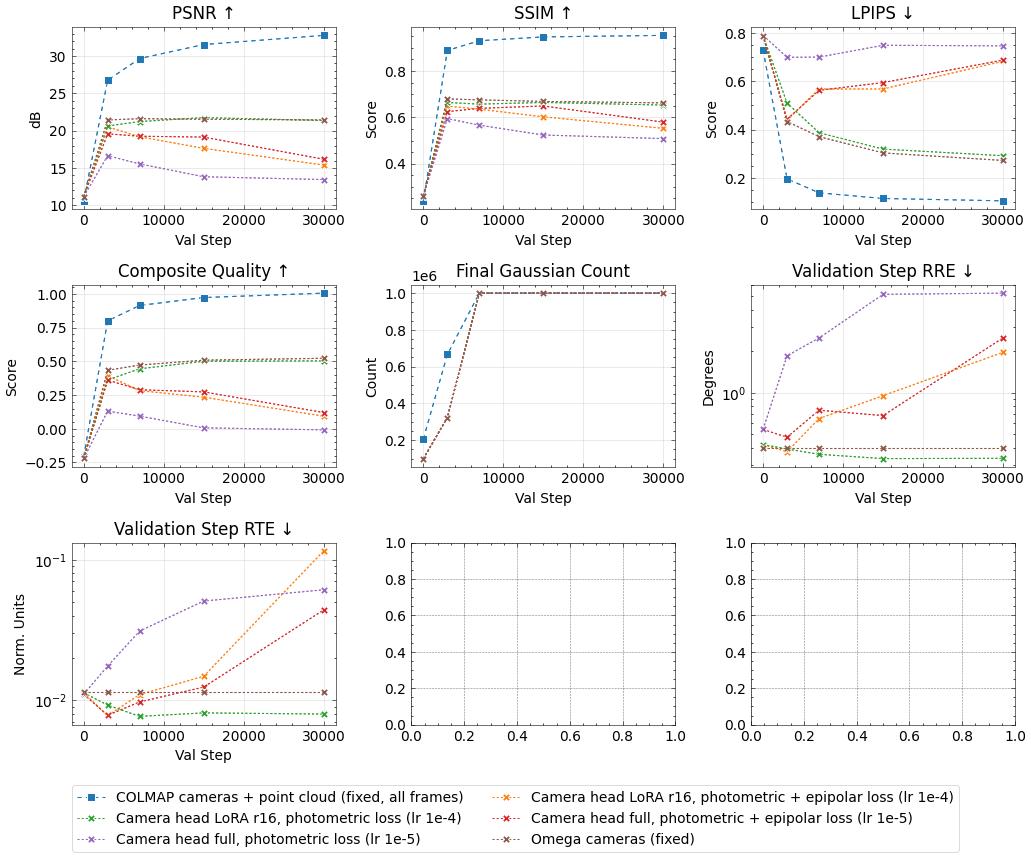 PSNR ↑
SSIM ↑
LPIPS ↓
dB
Score
Score
30
25
20
15
10
0.8
0.6
0.4
0.8
0.6
0.4
0.2
0 10000 20000 30000
0 10000 20000 30000
0 10000 20000 30000
Val Step
Val Step
Val Step
Composite Quality ↑
1e6 Final Gaussian Count
Validation Step RRE ↓
Score
Count
Degrees
1.00
0.75
0.50
0.25
0.00
−0.25
1.0
0.8
0.6
0.4
0.2
10⁰
0 10000 20000 30000
0 10000 20000 30000
0 10000 20000 30000
Val Step
Val Step
Val Step
Validation Step RTE ↓
Norm. Units
10⁻¹
10⁻²
1.0
0.8
0.6
0.4
0.2
0.0
1.0
0.8
0.6
0.4
0.2
0.0
0 10000 20000 30000
0.0 0.2 0.4 0.6 0.8 1.0
0.0 0.2 0.4 0.6 0.8 1.0
Val Step
COLMAP cameras + point cloud (fixed, all frames)
Camera head LoRA r16, photometric loss (lr 1e-4)
Camera head full, photometric loss (lr 1e-5)
Camera head LoRA r16, photometric + epipolar loss (lr 1e-4)
Camera head full, photometric + epipolar loss (lr 1e-5)
Omega cameras (fixed)